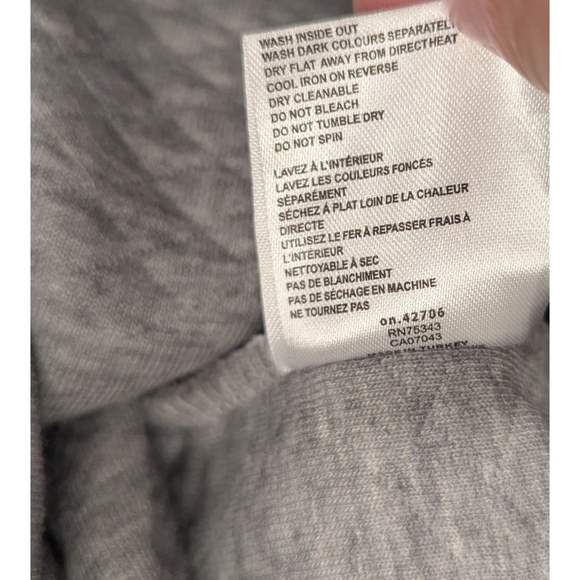 WASH INSIDE OUT
WASH DARK COLOURS SEPARATELY
DRY FLAT AWAY FROM DIRECT HEAT
COOL IRON ON REVERSE
DRY CLEANABLE
DO NOT BLEACH
DO NOT TUMBLE DRY
DO NOT SPIN
LAVEZ À L'INTÉRIEUR
LAVEZ LES COULEURS FONCÉS
SÉPARÉMENT
SÉCHEZ À PLAT LOIN DE LA CHALEUR
DIRECTE
UTILISEZ LE FER À REPASSER FRAIS À
L'INTÉRIEUR
NETTOYABLE À SEC
PAS DE BLANCHIMENT
PAS DE SÉCHAGE EN MACHINE
NE TOURNEZ PAS
on.42706
RN75343
CA07043
MADE IN TURKEY